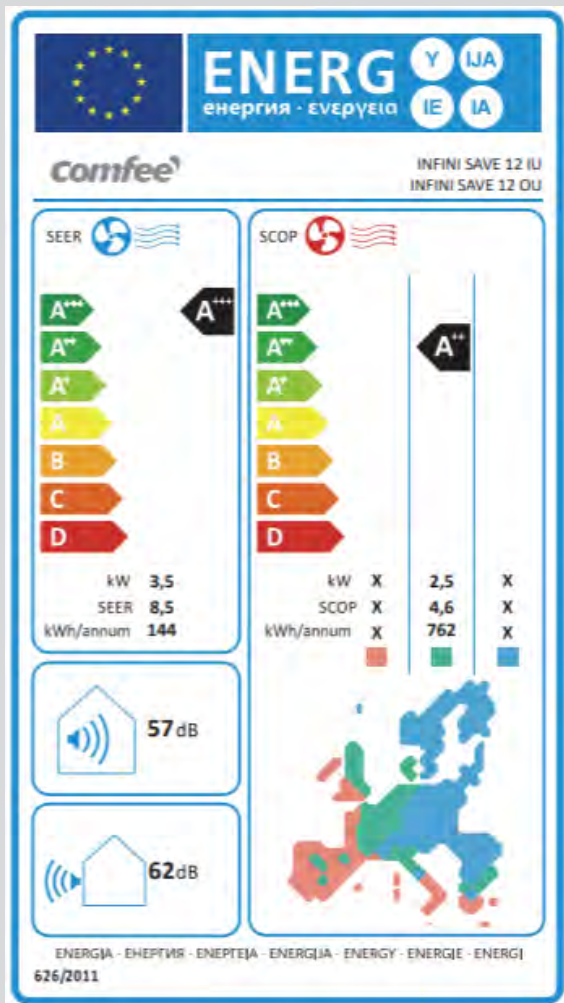 ENERG
енергия · ενεργεια
Y IJA
IE IA
comfee
INFINI SAVE 12 IU
INFINI SAVE 12 OU
SEER
A+++
A+++
A++
A+
A
B
C
D
kW 3,5
SEER 8,5
kWh/annum 144
SCOP
A+++
A++
A++
A+
A
B
C
D
kW X 2,5 X
SCOP X 4,6 X
kWh/annum X 762 X
57dB
62dB
ENERGIA - ЕНЕРГИЯ - ΕΝΕΡΓΕΙΑ - ENERGIJA - ENERGY - ENERGIE - ENERGI
626/2011